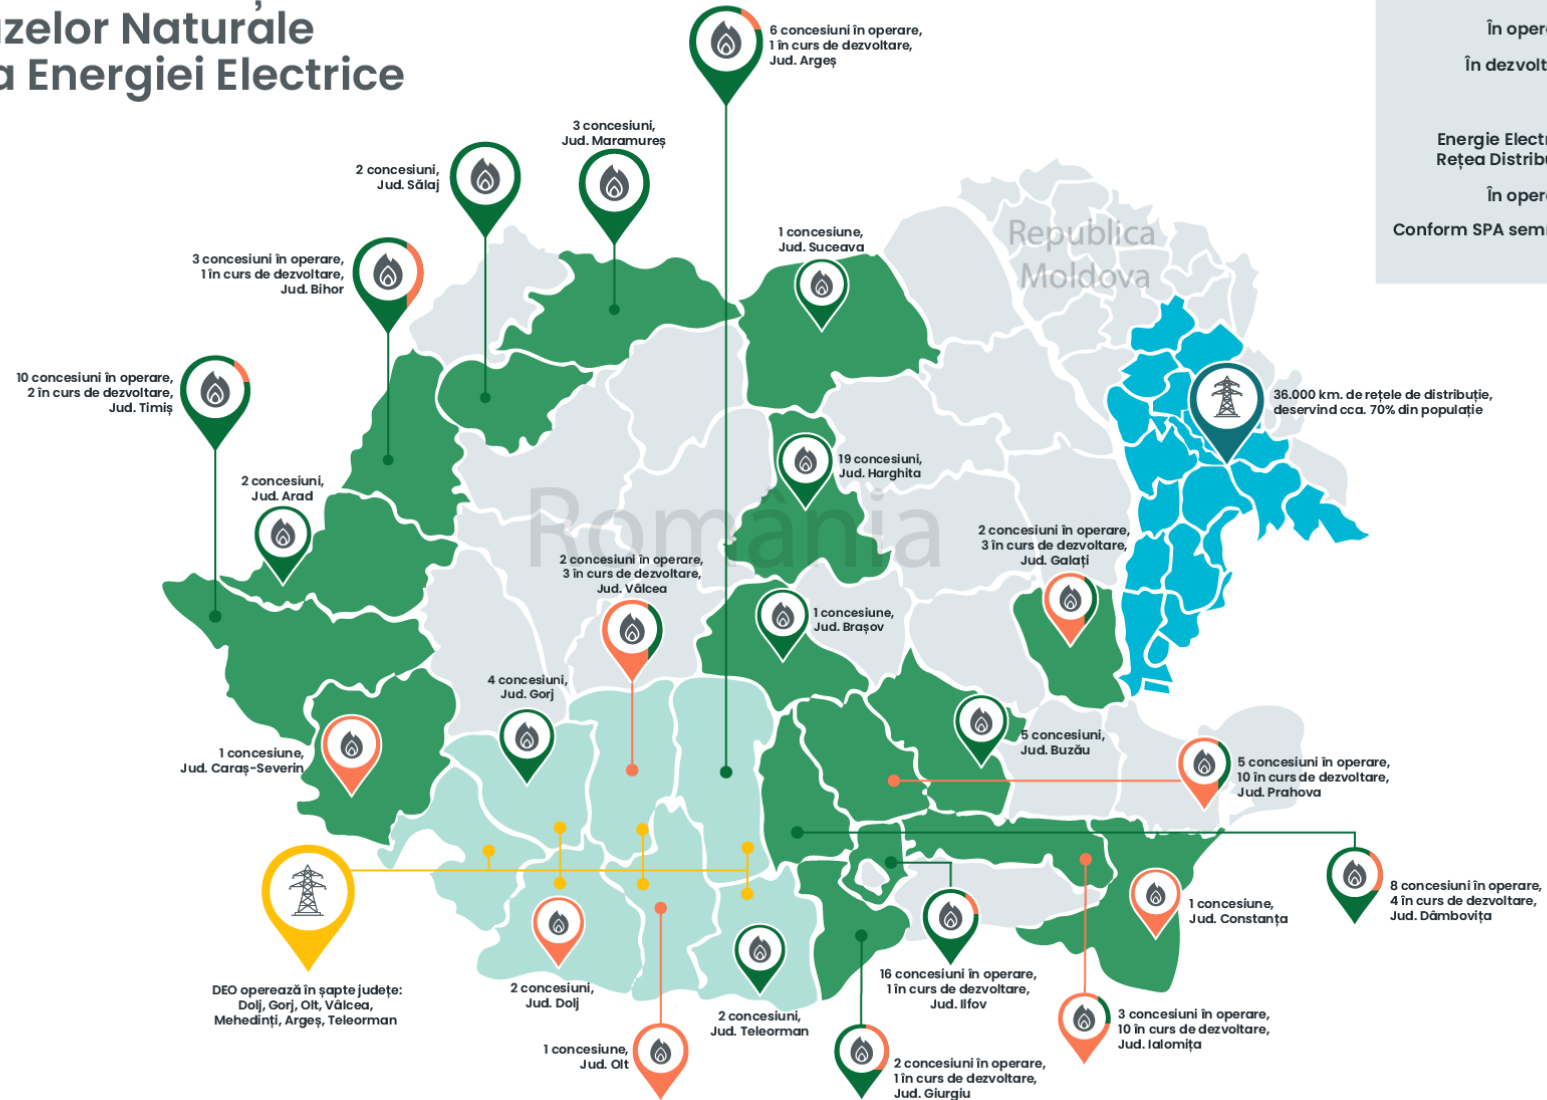 azelor Naturale
a Energiei Electrice
6 concesiuni în operare,
1 în curs de dezvoltare,
Jud. Argeș
3 concesiuni,
Jud. Maramureș
2 concesiuni,
Jud. Sălaj
3 concesiuni în operare,
1 în curs de dezvoltare,
Jud. Bihor
10 concesiuni în operare,
2 în curs de dezvoltare,
Jud. Timiș
2 concesiuni,
Jud. Arad
1 concesiune,
Jud. Suceava
Republica
Moldova
Energie Electr
Rețea Distribu
În opera
În dezvolt
În opera
Conform SPA semn
36.000 km. de rețele de distribuție,
deservind cca. 70% din populație
19 concesiuni,
Jud. Harghita
România
2 concesiuni în operare,
3 în curs de dezvoltare,
Jud. Galați
2 concesiuni în operare,
3 în curs de dezvoltare,
Jud. Vâlcea
1 concesiune,
Jud. Brașov
4 concesiuni,
Jud. Gorj
1 concesiune,
Jud. Caraș-Severin
5 concesiuni,
Jud. Buzău
5 concesiuni în operare,
10 în curs de dezvoltare,
Jud. Prahova
8 concesiuni în operare,
4 în curs de dezvoltare,
Jud. Dâmbovița
1 concesiune,
Jud. Constanța
DEO operează în șapte județe:
Dolj, Gorj, Olt, Vâlcea,
Mehedinți, Argeș, Teleorman
2 concesiuni,
Jud. Dolj
2 concesiuni,
Jud. Teleorman
16 concesiuni în operare,
1 în curs de dezvoltare,
Jud. Ilfov
3 concesiuni în operare,
10 în curs de dezvoltare,
Jud. Ialomița
1 concesiune,
Jud. Olt
2 concesiuni în operare,
1 în curs de dezvoltare,
Jud. Giurgiu